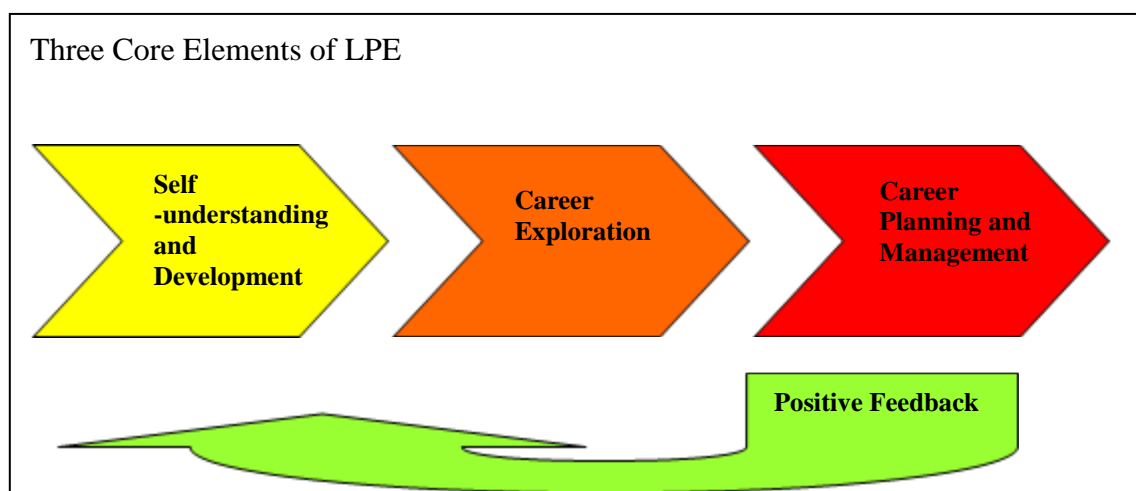 Three Core Elements of LPE
Self
-understanding
and
Development
Career
Exploration
Career
Planning and
Management
Positive Feedback